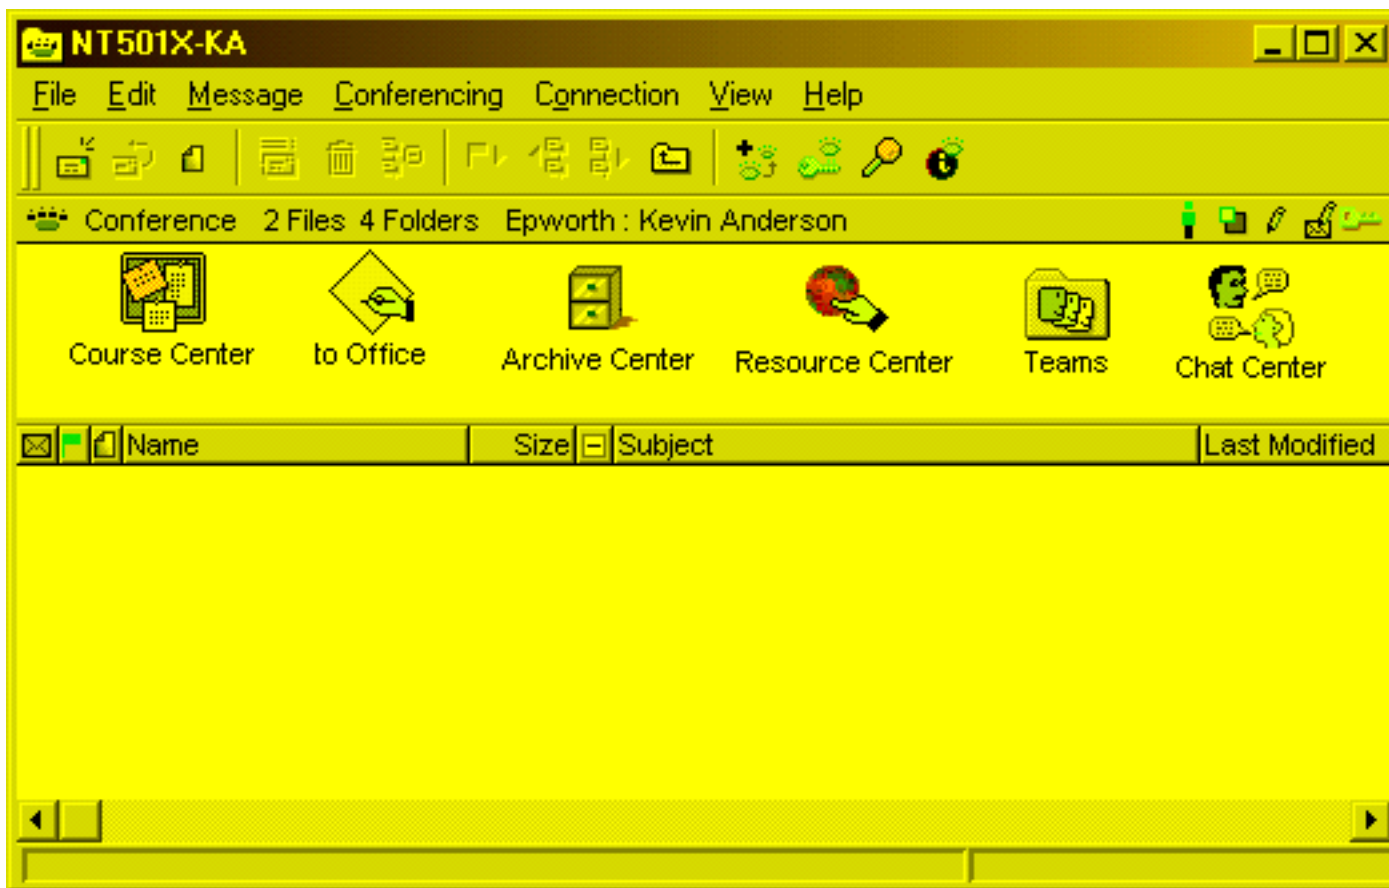 NT501X-KA
File Edit Message Conferencing Connection View Help
Conference 2 Files 4 Folders Epworth : Kevin Anderson
Course Center to Office Archive Center Resource Center Teams Chat Center
Name Size Subject Last Modified